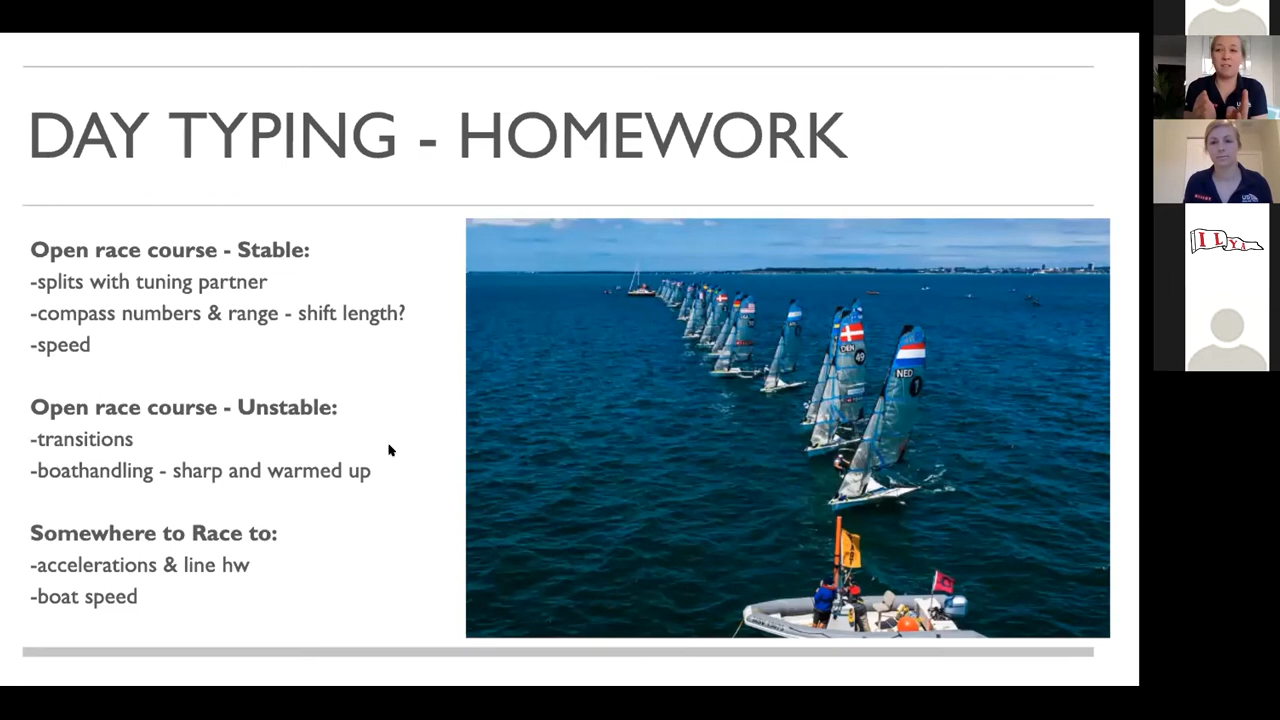 DAY TYPING - HOMEWORK
Open race course - Stable:
-splits with tuning partner
-compass numbers & range - shift length?
-speed
Open race course - Unstable:
-transitions
-boathandling - sharp and warmed up
Somewhere to Race to:
-accelerations & line hw
-boat speed
DEN
49
NED
1
ILYA